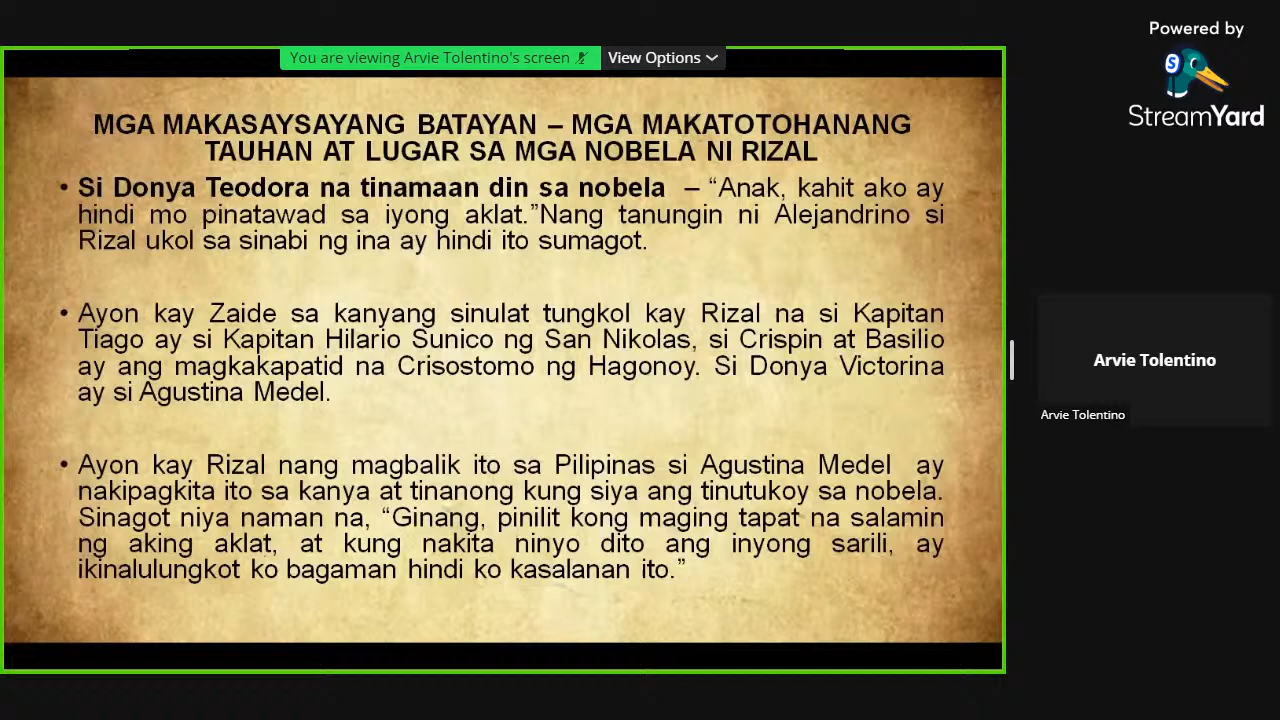 Powered by
StreamYard
You are viewing Arvie Tolentino's screen
View Options
MGA MAKASAYSAYANG BATAYAN – MGA MAKATOTOHANANG
TAUHAN AT LUGAR SA MGA NOBELA NI RIZAL
• Si Donya Teodora na tinamaan din sa nobela – “Anak, kahit ako ay
hindi mo pinatawad sa iyong aklat.”Nang tanungin ni Alejandrino si
Rizal ukol sa sinabi ng ina ay hindi ito sumagot.
• Ayon kay Zaide sa kanyang sinulat tungkol kay Rizal na si Kapitan
Tiago ay si Kapitan Hilario Sunico ng San Nikolas, si Crispin at Basilio
ay ang magkakapatid na Crisostomo ng Hagonoy. Si Donya Victorina
ay si Agustina Medel.
• Ayon kay Rizal nang magbalik ito sa Pilipinas si Agustina Medel ay
nakipagkita ito sa kanya at tinanong kung siya ang tinutukoy sa nobela.
Sinagot niya naman na, “Ginang, pinilit kong maging tapat na salamin
ng aking aklat, at kung nakita ninyo dito ang inyong sarili, ay
ikinalulungkot ko bagaman hindi ko kasalanan ito.”
Arvie Tolentino
Arvie Tolentino